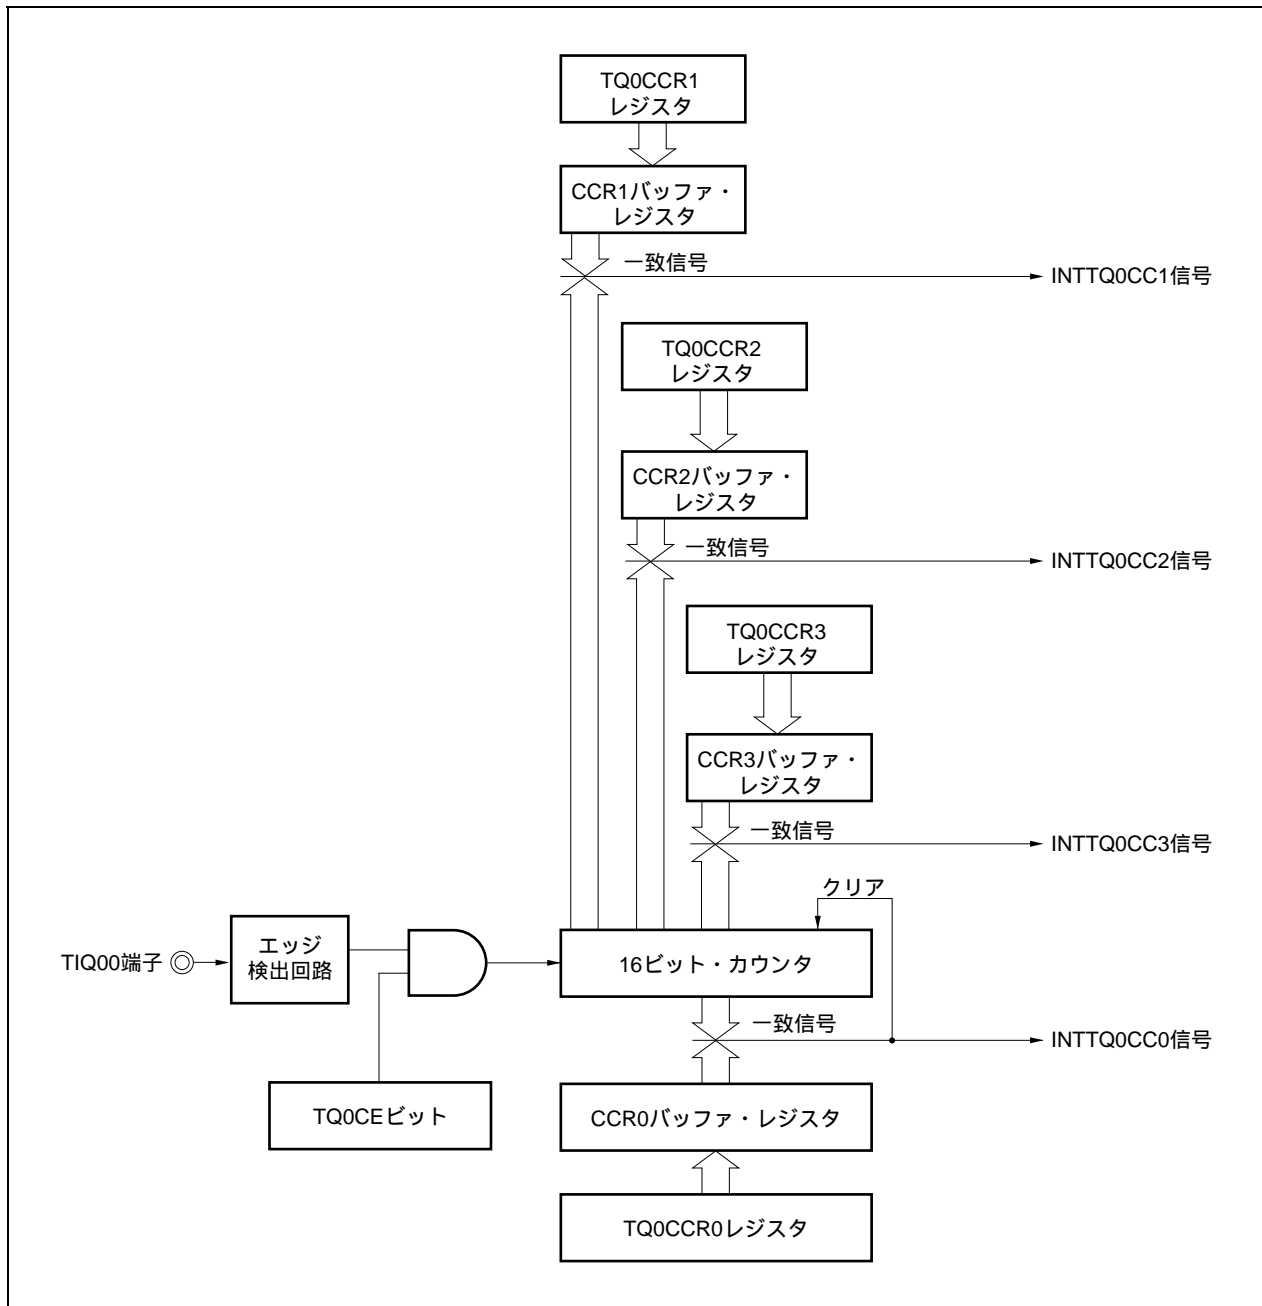 TQ0CCR1
レジスタ
CCR1バッファ・
レジスタ
一致信号
INTTQ0CC1信号
TQ0CCR2
レジスタ
CCR2バッファ・
レジスタ
一致信号
INTTQ0CC2信号
TQ0CCR3
レジスタ
CCR3バッファ・
レジスタ
一致信号
INTTQ0CC3信号
クリア
TIQ00端子
エッジ
検出回路
16ビット・カウンタ
一致信号
INTTQ0CC0信号
TQ0CEビット
CCR0バッファ・レジスタ
TQ0CCR0レジスタ